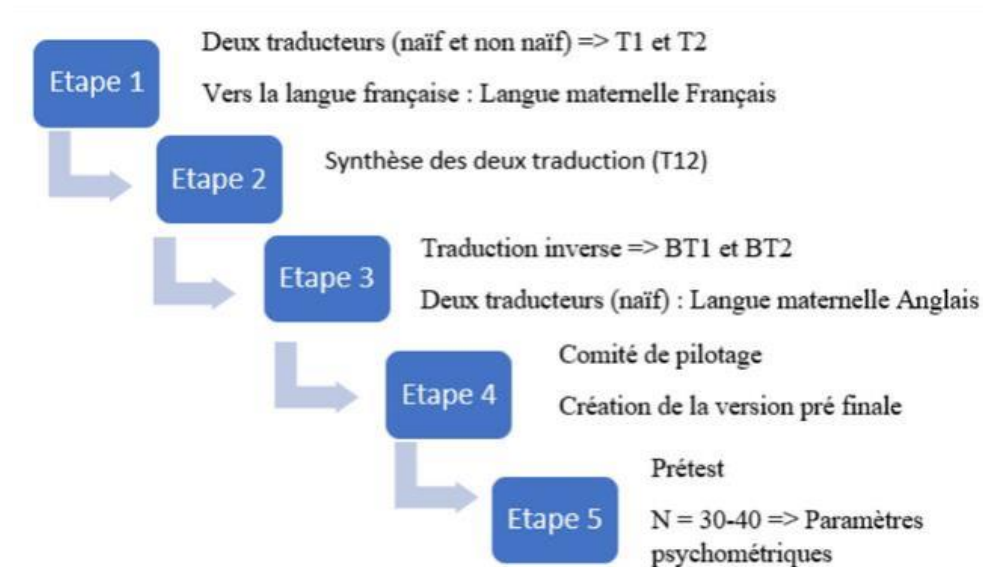 Etape 1
Deux traducteurs (naïf et non naïf) => T1 et T2
Vers la langue française : Langue maternelle Français
Etape 2
Synthèse des deux traduction (T12)
Etape 3
Traduction inverse => BT1 et BT2
Deux traducteurs (naïf) : Langue maternelle Anglais
Etape 4
Comité de pilotage
Création de la version pré finale
Etape 5
Prétest
N = 30-40 => Paramètres
psychométriques